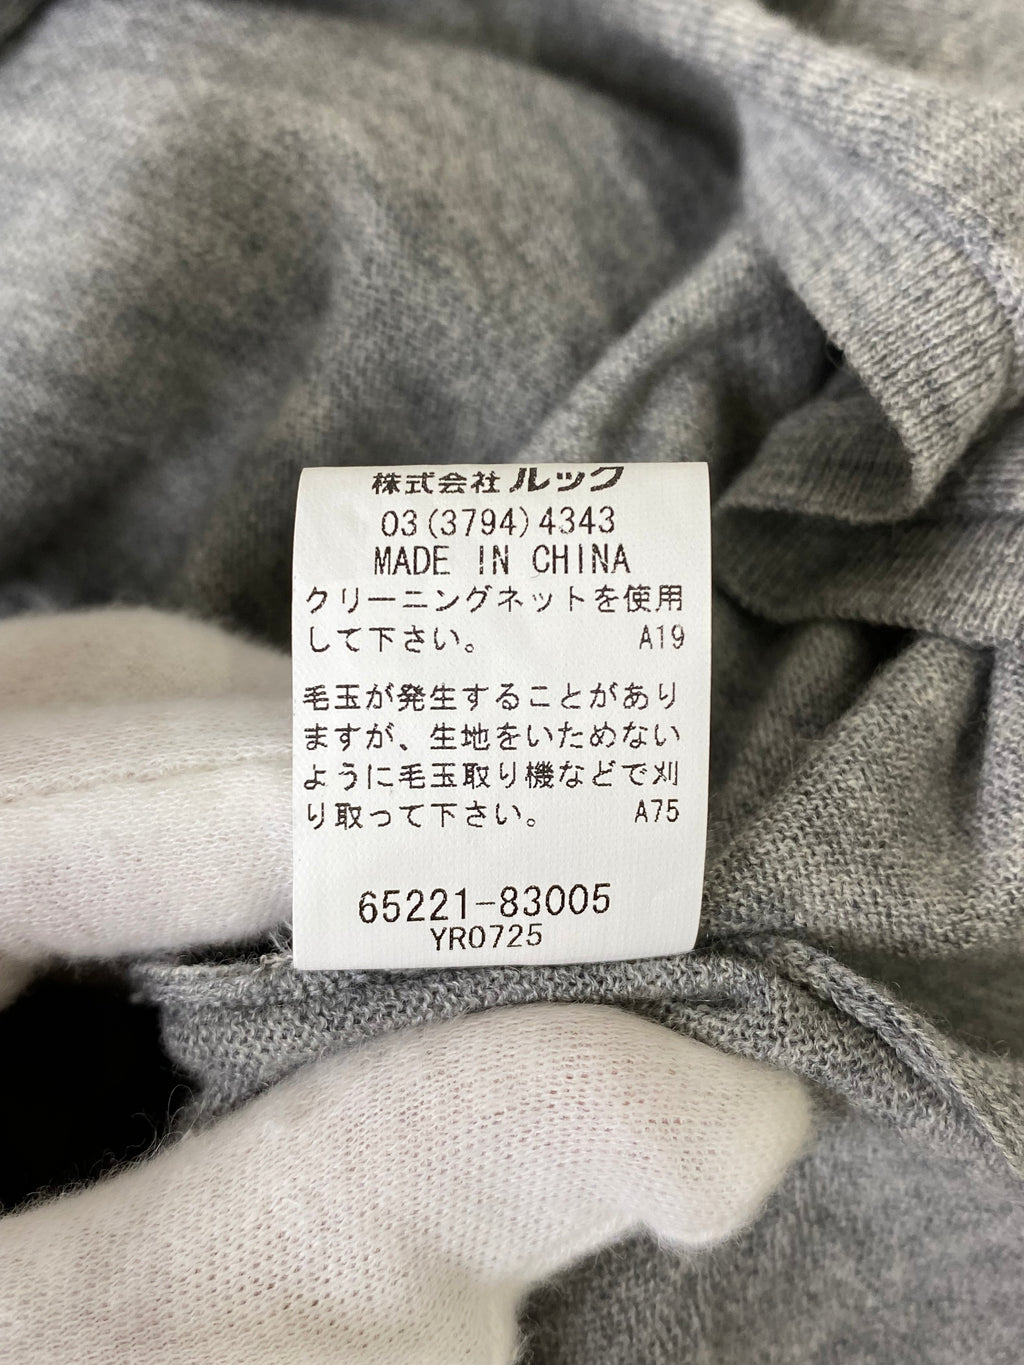 株式会社ルック
03(3794)4343
MADE IN CHINA
クリーニングネットを使用
して下さい。 A19
毛玉が発生することがあり
ますが、生地をいためない
ように毛玉取り機などで刈
り取って下さい。 A75
65221-83005
YR0725